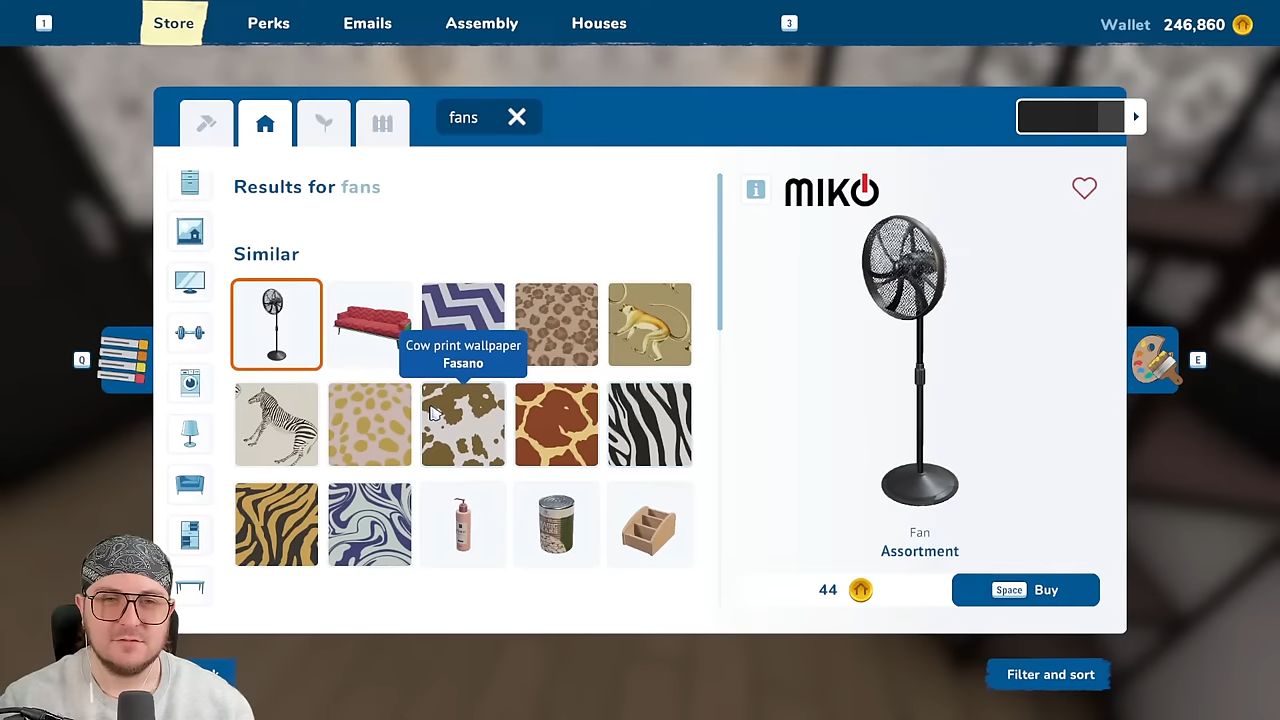 1
Store
Perks
Emails
Assembly
Houses
3
Wallet 246,860
fans
Results for fans
MIKO
Similar
Cow print wallpaper
Fasano
Q
E
Fan
Assortment
44
Space Buy
Filter and sort